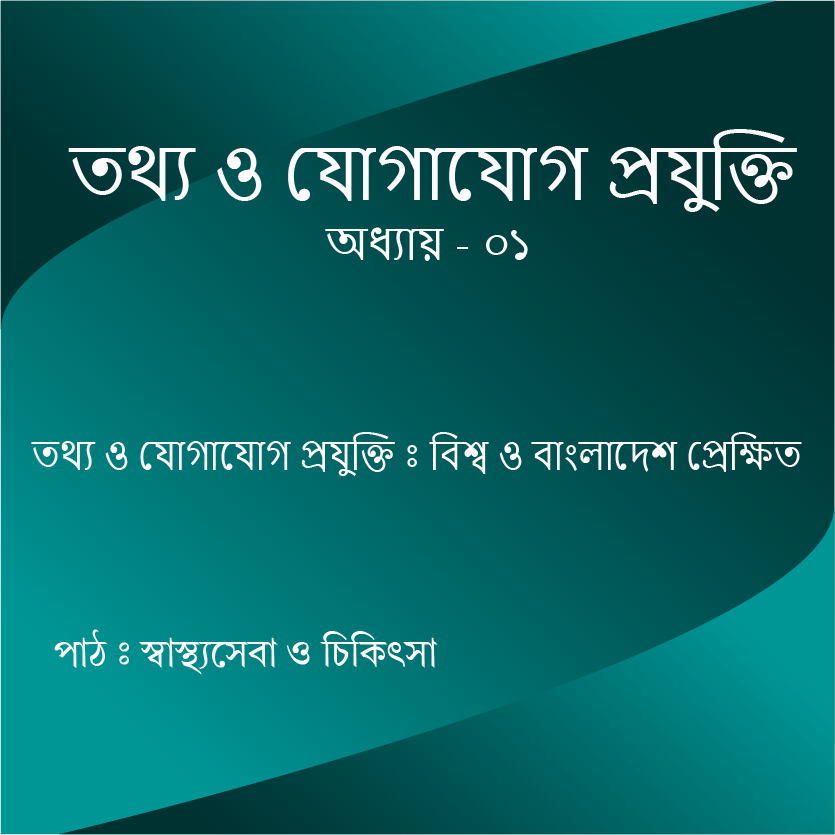 তথ্য ও যোগাযোগ প্রযুক্তি
অধ্যায় - ০১
তথ্য ও যোগাযোগ প্রযুক্তি ঃ বিশ্ব ও বাংলাদেশ প্রেক্ষিত
পাঠ ঃ স্বাস্থ্যসেবা ও চিকিৎসা